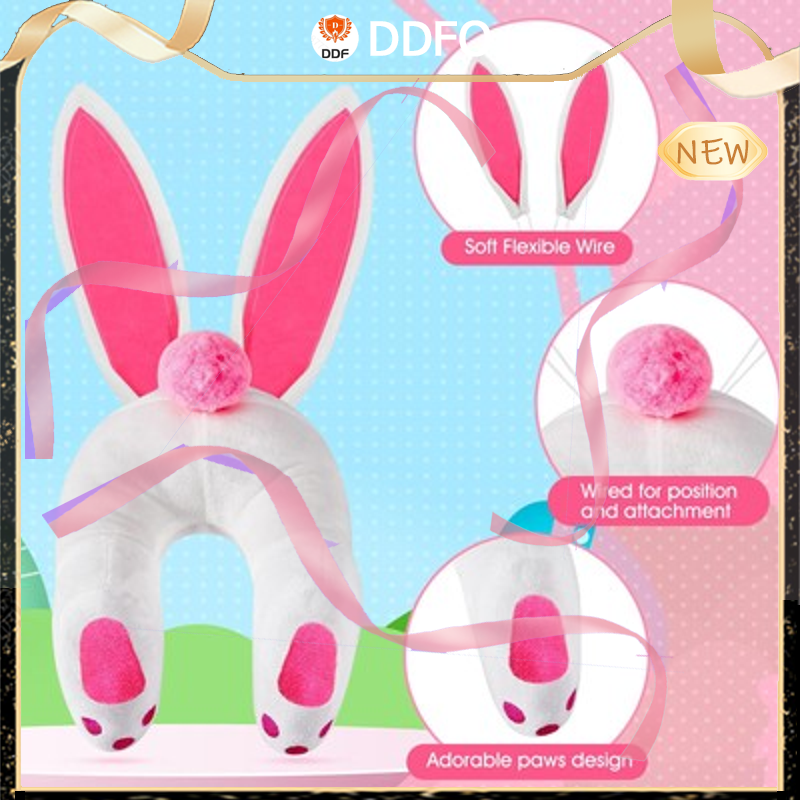 DDF
DDFO
NEW
Soft Flexible Wire
Wired for position
and attachment
Adorable paws design